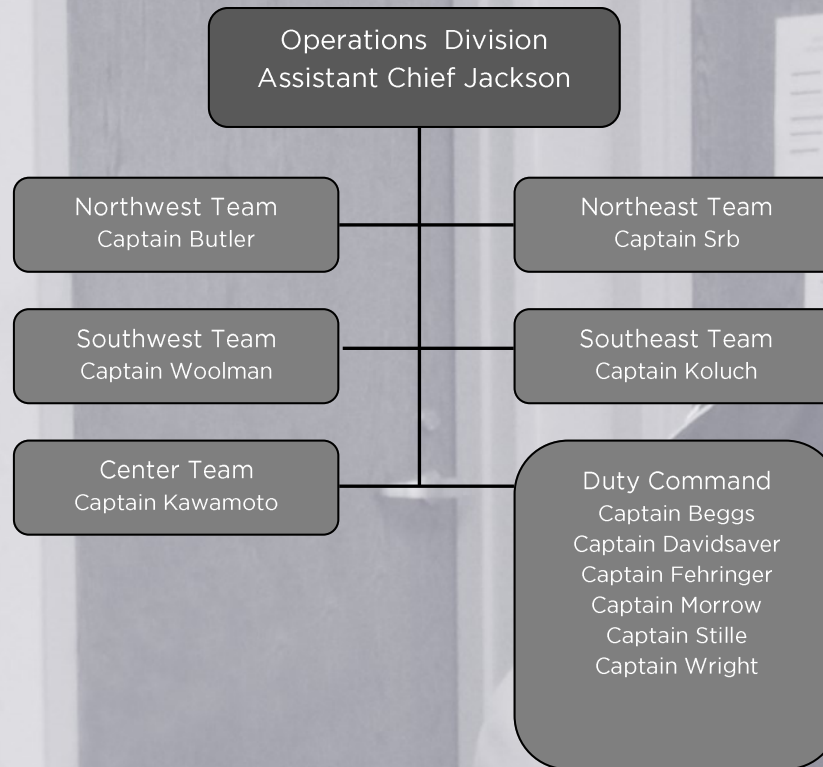 Operations Division
Assistant Chief Jackson
Northwest Team
Captain Butler
Northeast Team
Captain Srb
Southwest Team
Captain Woolman
Southeast Team
Captain Koluch
Center Team
Captain Kawamoto
Duty Command
Captain Beggs
Captain Davidsaver
Captain Fehringer
Captain Morrow
Captain Stille
Captain Wright